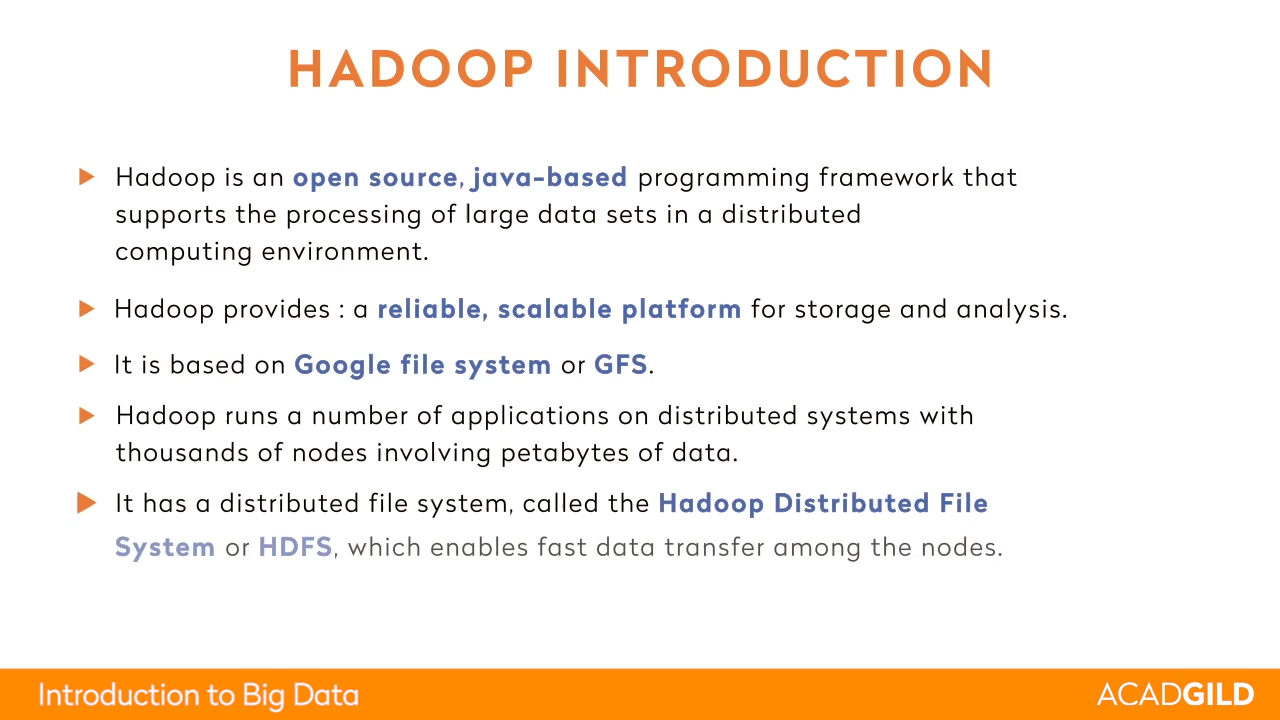 HADOOP INTRODUCTION
Hadoop is an open source, java-based programming framework that
supports the processing of large data sets in a distributed
computing environment.
Hadoop provides : a reliable, scalable platform for storage and analysis.
It is based on Google file system or GFS.
Hadoop runs a number of applications on distributed systems with
thousands of nodes involving petabytes of data.
It has a distributed file system, called the Hadoop Distributed File
System or HDFS, which enables fast data transfer among the nodes.
Introduction to Big Data
ACADGILD